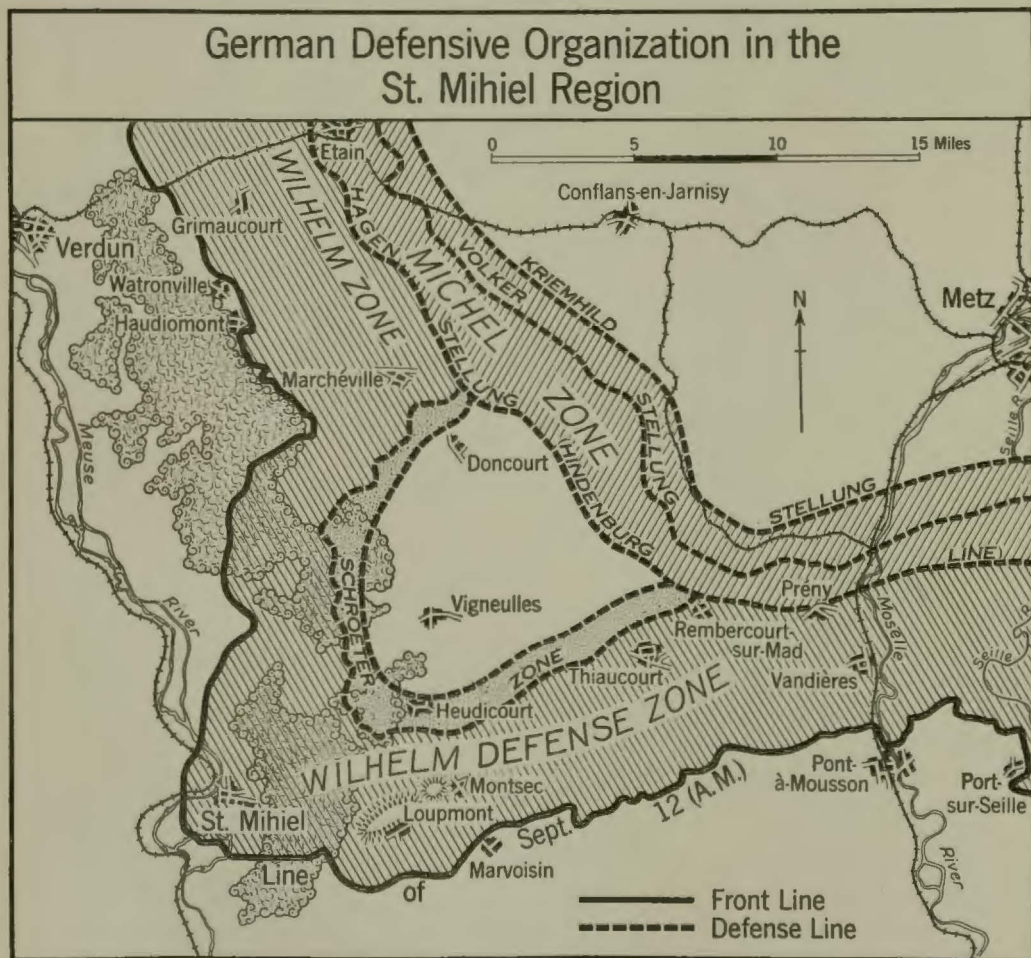 German Defensive Organization in the
St. Mihiel Region
0 5 10 15 Miles
Etain
Conflans-en-Jarnisy
Grimaucourt
Verdun
WILHELM ZONE
HAGEN STELLUNG (HINDENBURG LINE)
MICHEL ZONE
VOLKER STELLUNG
KRIEMHILD STELLUNG
N
Metz
Watronville
Haudiomont
Marchéville
Meuse River
Doncourt
Seille R
SCHROETER ZONE
Vigneulles
Prény
Rembercourt-
sur-Mad
Moselle River
Thiaucourt
Vandières
Seille
Heudicourt
WILHELM DEFENSE ZONE
Montsec
Pont-
à-Mousson
Port-
sur-Seille
St. Mihiel
Loupmont
Marvoisin
Line of Sept. 12 (A.M.)
Front Line
Defense Line